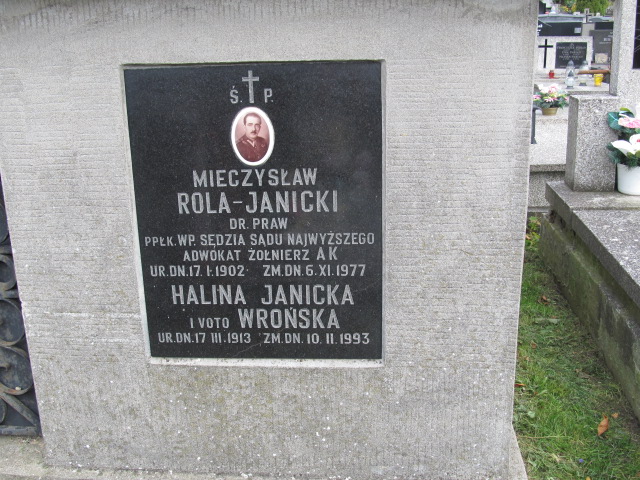 Ś. P.
MIECZYSŁAW
ROLA-JANICKI
DR. PRAW
PPŁK. WP. SĘDZIA SĄDU NAJWYŻSZEGO
ADWOKAT ŻOŁNIERZ AK
UR.DN.17.I.1902 ZM.DN.6.XI.1977
HALINA JANICKA
I VOTO WROŃSKA
UR.DN.17 III.1913 ZM.DN. 10.II.1993